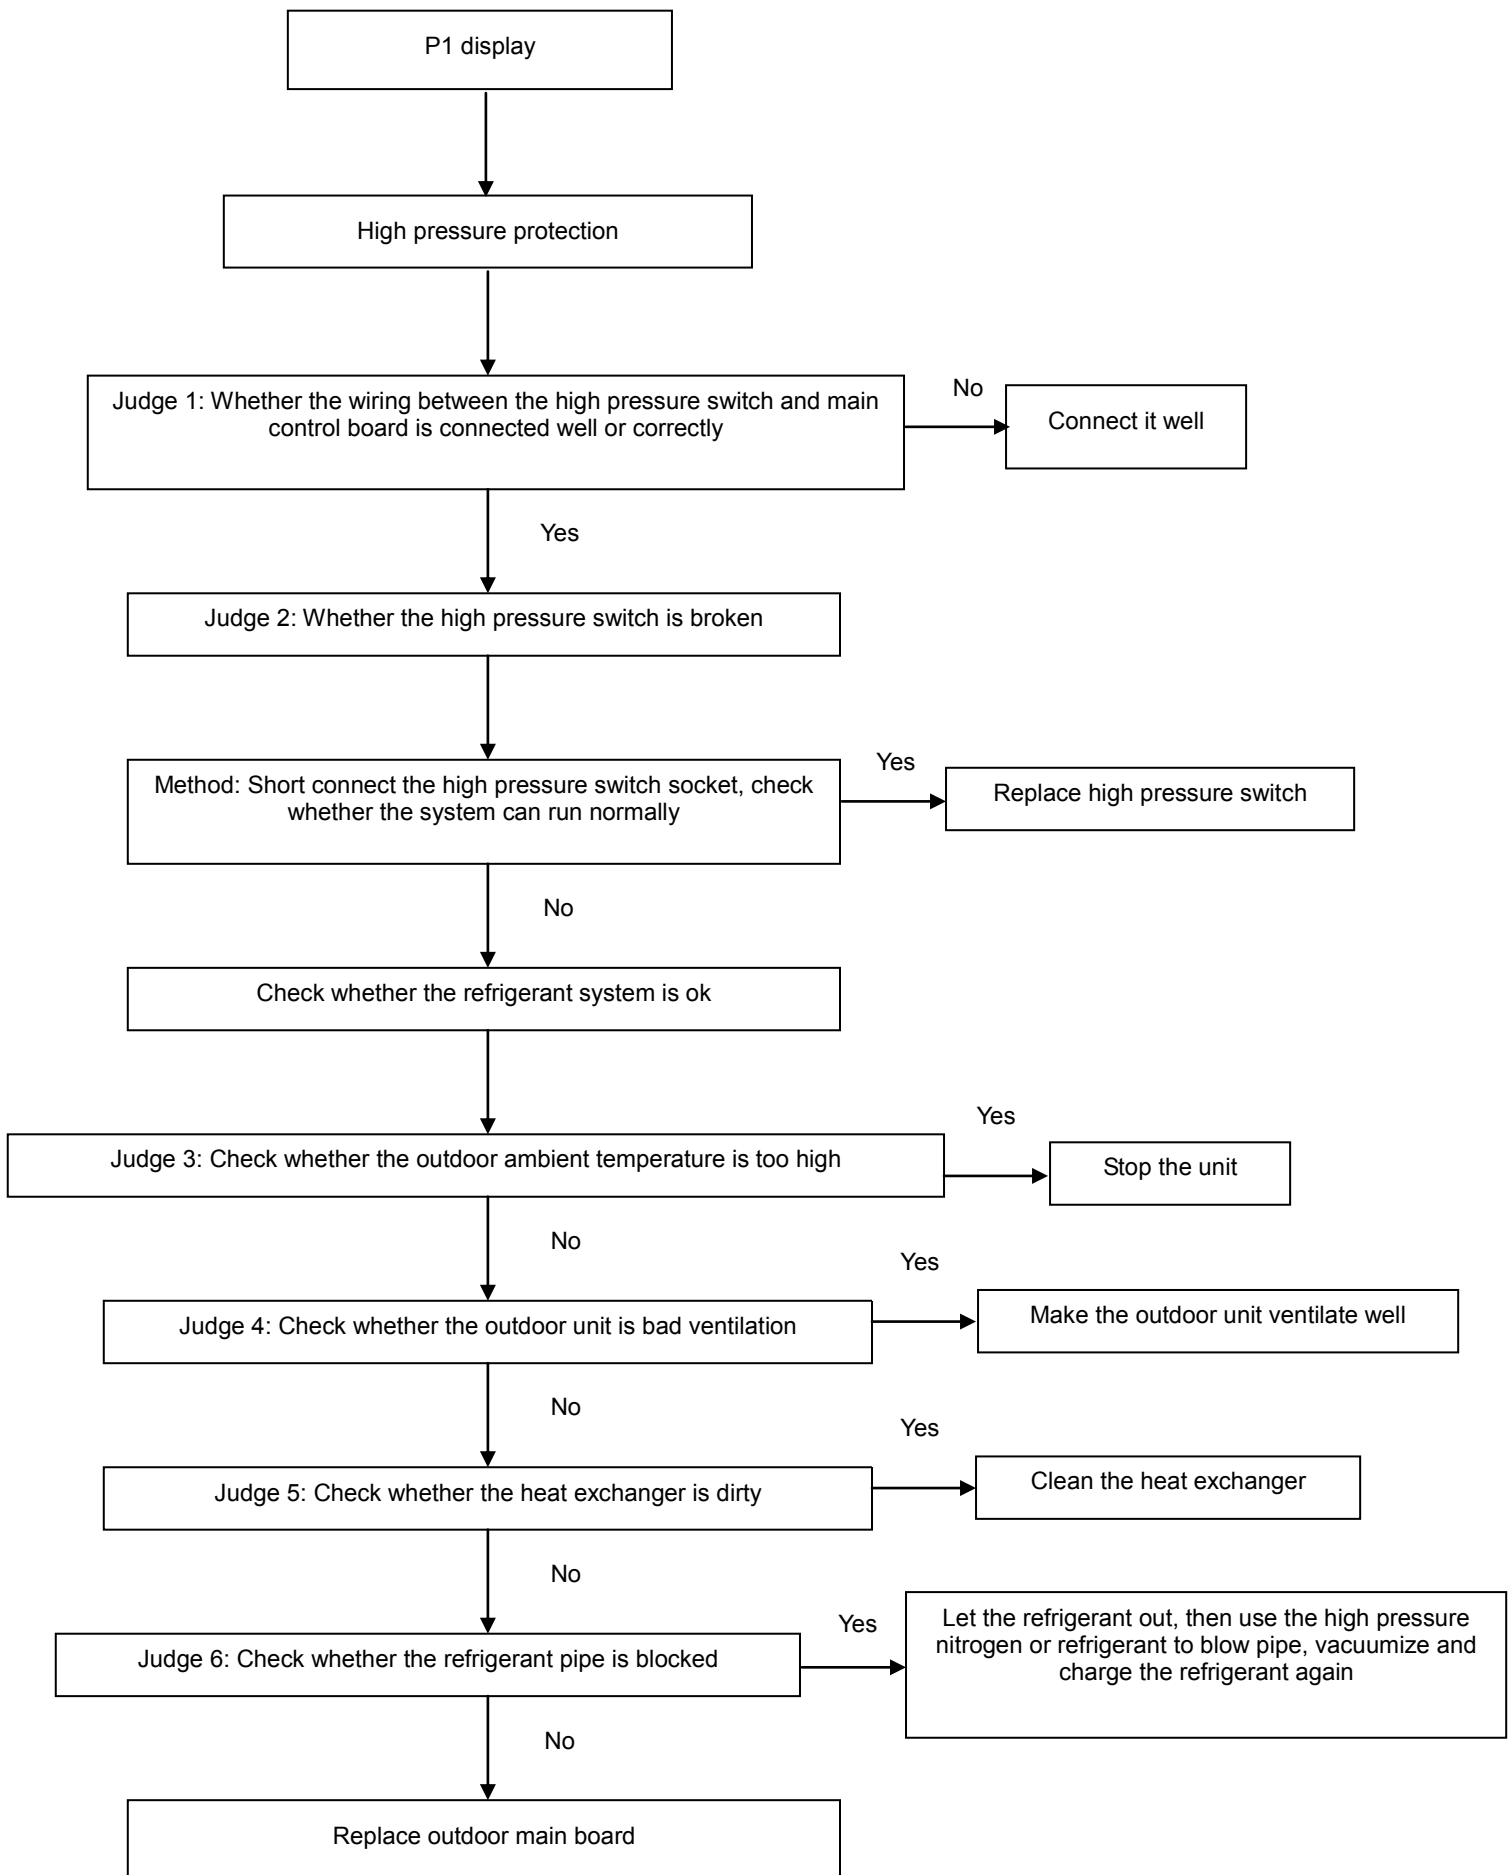 P1 display
High pressure protection
Judge 1: Whether the wiring between the high pressure switch and main
control board is connected well or correctly
No
Connect it well
Yes
Judge 2: Whether the high pressure switch is broken
Method: Short connect the high pressure switch socket, check
whether the system can run normally
Yes
Replace high pressure switch
No
Check whether the refrigerant system is ok
Judge 3: Check whether the outdoor ambient temperature is too high
Yes
Stop the unit
No
Judge 4: Check whether the outdoor unit is bad ventilation
Yes
Make the outdoor unit ventilate well
No
Judge 5: Check whether the heat exchanger is dirty
Yes
Clean the heat exchanger
No
Judge 6: Check whether the refrigerant pipe is blocked
Yes
Let the refrigerant out, then use the high pressure
nitrogen or refrigerant to blow pipe, vacuumize and
charge the refrigerant again
No
Replace outdoor main board